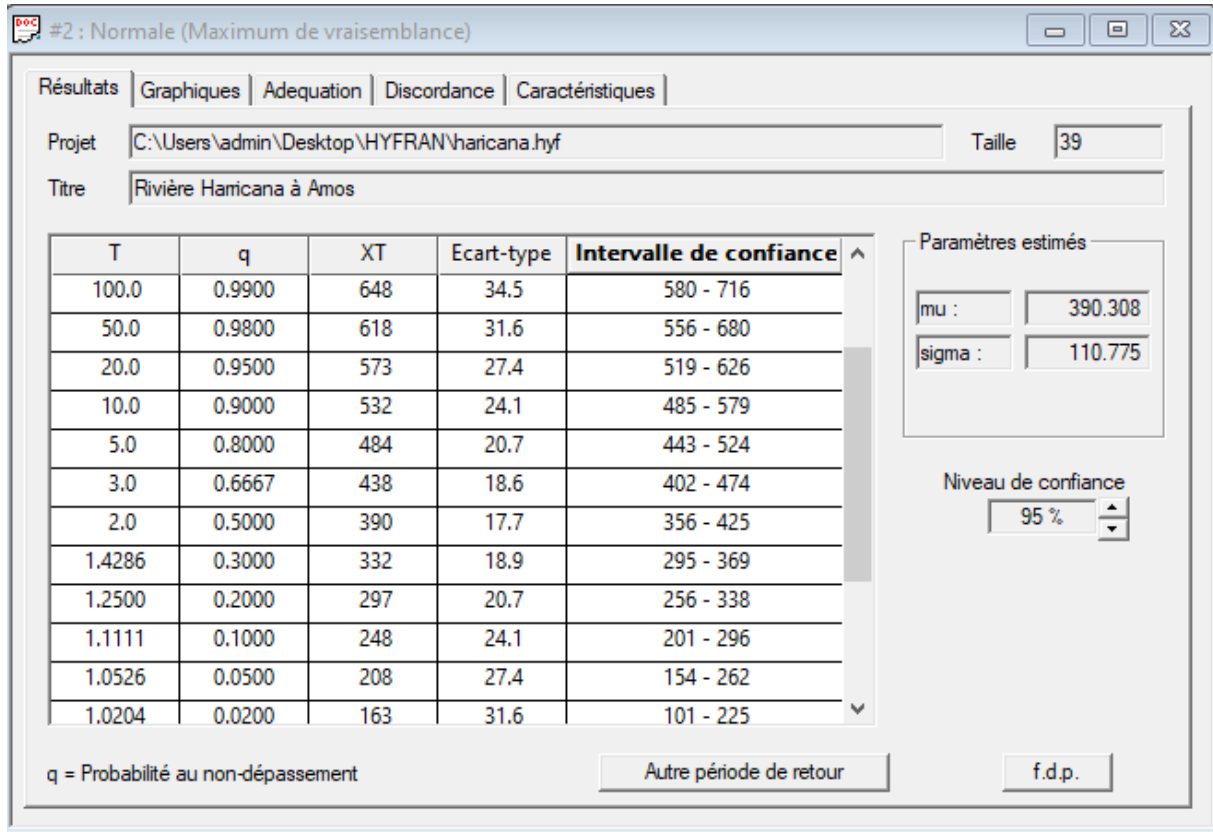 #2 : Normale (Maximum de vraisemblance)
Résultats Graphiques Adequation Discordance Caractéristiques
Projet C:\Users\admin\Desktop\HYFRAN\haricana.hyf Taille 39
Titre Rivière Harricana à Amos
T q XT Ecart-type Intervalle de confiance
100.0 0.9900 648 34.5 580 - 716
50.0 0.9800 618 31.6 556 - 680
20.0 0.9500 573 27.4 519 - 626
10.0 0.9000 532 24.1 485 - 579
5.0 0.8000 484 20.7 443 - 524
3.0 0.6667 438 18.6 402 - 474
2.0 0.5000 390 17.7 356 - 425
1.4286 0.3000 332 18.9 295 - 369
1.2500 0.2000 297 20.7 256 - 338
1.1111 0.1000 248 24.1 201 - 296
1.0526 0.0500 208 27.4 154 - 262
1.0204 0.0200 163 31.6 101 - 225
Paramètres estimés
mu : 390.308
sigma : 110.775
Niveau de confiance
95 %
q = Probabilité au non-dépassement
Autre période de retour
f.d.p.